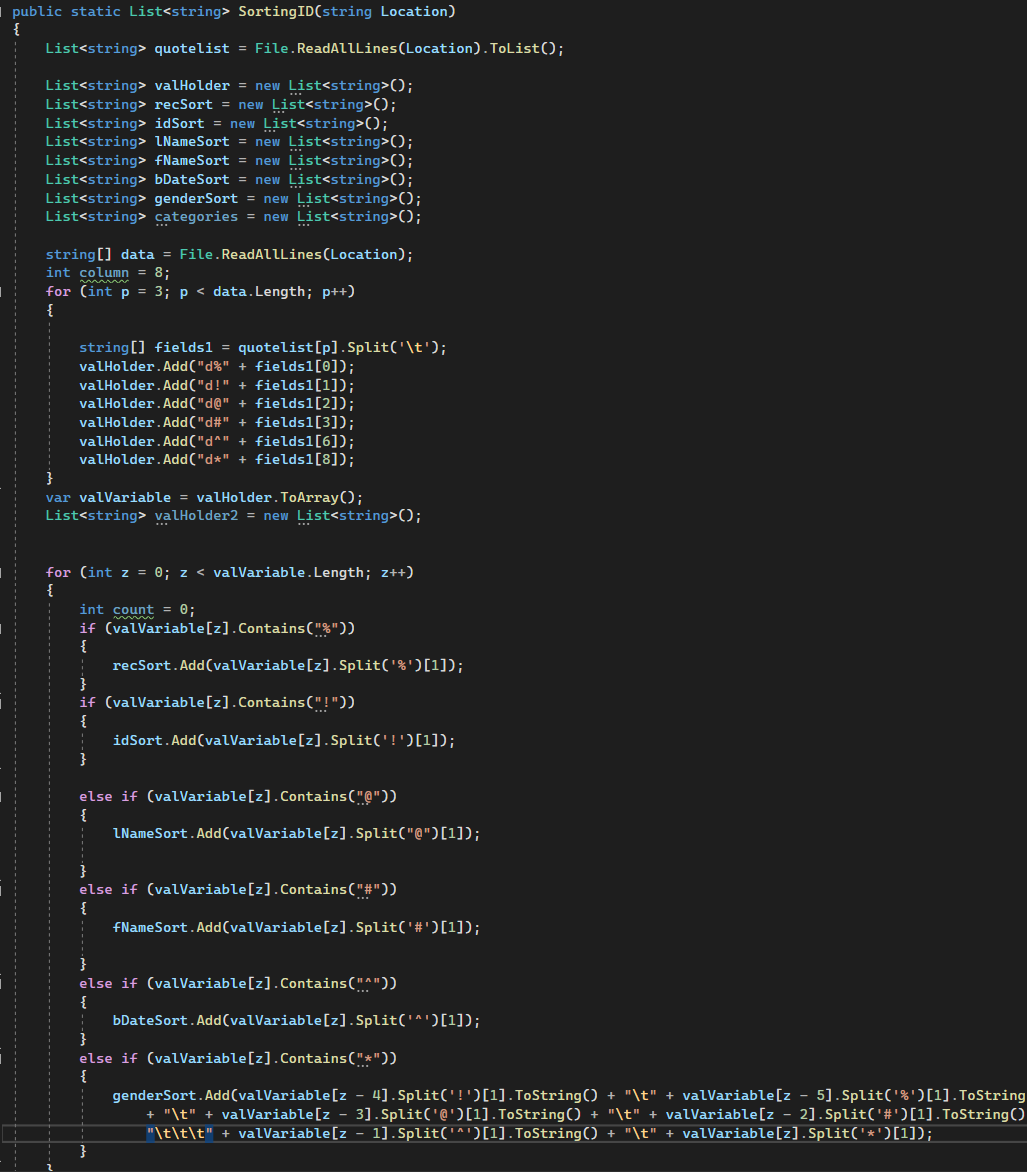 public static List<string> SortingID(string Location)
{
List<string> quotelist = File.ReadAllLines(Location).ToList();
List<string> valHolder = new List<string>();
List<string> recSort = new List<string>();
List<string> idSort = new List<string>();
List<string> lNameSort = new List<string>();
List<string> fNameSort = new List<string>();
List<string> bDateSort = new List<string>();
List<string> genderSort = new List<string>();
List<string> categories = new List<string>();
string[] data = File.ReadAllLines(Location);
int column = 8;
for (int p = 3; p < data.Length; p++)
{
string[] fields1 = quotelist[p].Split('\t');
valHolder.Add("d%" + fields1[0]);
valHolder.Add("d!" + fields1[1]);
valHolder.Add("d@" + fields1[2]);
valHolder.Add("d#" + fields1[3]);
valHolder.Add("d^" + fields1[6]);
valHolder.Add("d*" + fields1[8]);
}
var valVariable = valHolder.ToArray();
List<string> valHolder2 = new List<string>();
for (int z = 0; z < valVariable.Length; z++)
{
int count = 0;
if (valVariable[z].Contains("%"))
{
recSort.Add(valVariable[z].Split('%')[1]);
}
if (valVariable[z].Contains("!"))
{
idSort.Add(valVariable[z].Split('!')[1]);
}
else if (valVariable[z].Contains("@"))
{
lNameSort.Add(valVariable[z].Split("@")[1]);
}
else if (valVariable[z].Contains("#"))
{
fNameSort.Add(valVariable[z].Split('#')[1]);
}
else if (valVariable[z].Contains("^"))
{
bDateSort.Add(valVariable[z].Split('^')[1]);
}
else if (valVariable[z].Contains("*"))
{
genderSort.Add(valVariable[z - 4].Split('!')[1].ToString() + "\t" + valVariable[z - 5].Split('%')[1].ToString
+ "\t" + valVariable[z - 3].Split('@')[1].ToString() + "\t" + valVariable[z - 2].Split('#')[1].ToString()
"\t\t\t" + valVariable[z - 1].Split('^')[1].ToString() + "\t" + valVariable[z].Split('*')[1]);
}
}